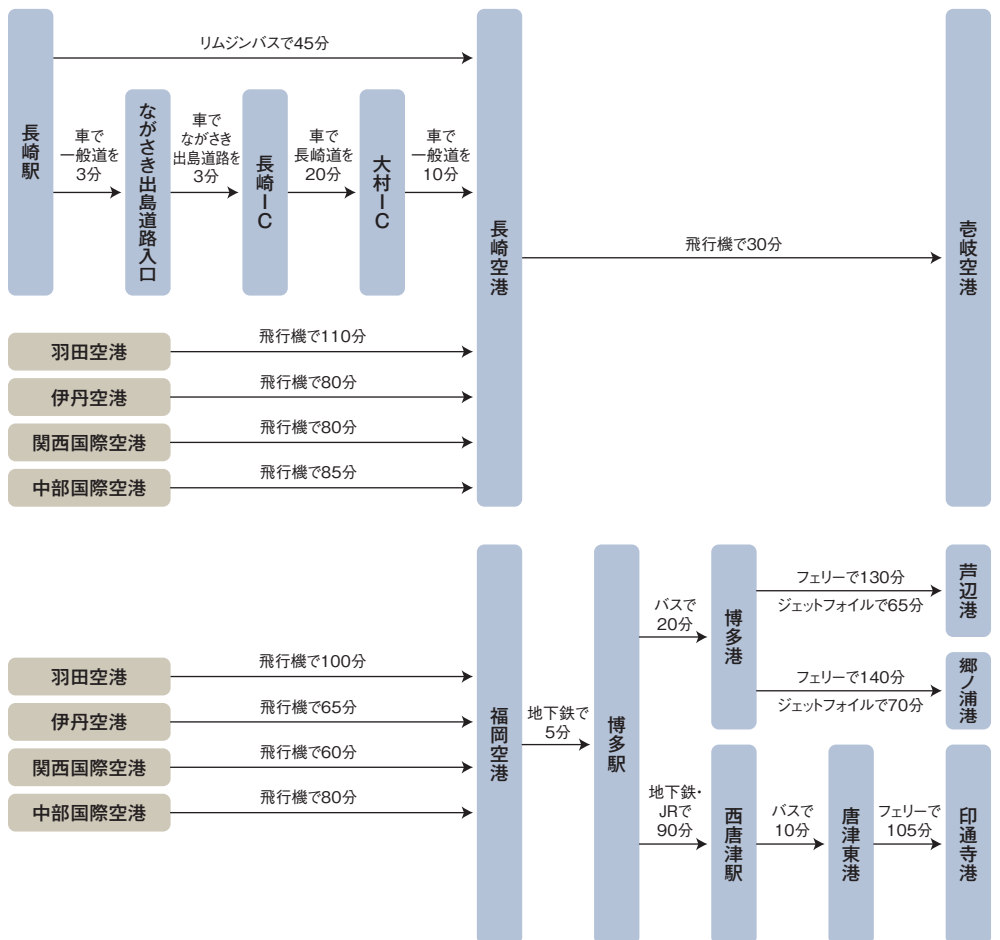 リムジンバスで45分
長崎駅
車で
一般道を
3分
ながさき出島道路入口
車で
ながさき
出島道路を
3分
長崎IC
車で
長崎道を
20分
大村IC
車で
一般道を
10分
長崎空港
飛行機で30分
壱岐空港
羽田空港
飛行機で110分
伊丹空港
飛行機で80分
関西国際空港
飛行機で80分
中部国際空港
飛行機で85分
羽田空港
飛行機で100分
伊丹空港
飛行機で65分
関西国際空港
飛行機で60分
中部国際空港
飛行機で80分
福岡空港
地下鉄で
5分
博多駅
バスで
20分
博多港
フェリーで130分
ジェットフォイルで65分
芦辺港
フェリーで140分
ジェットフォイルで70分
郷ノ浦港
地下鉄・
JRで
90分
西唐津駅
バスで
10分
唐津東港
フェリーで
105分
印通寺港